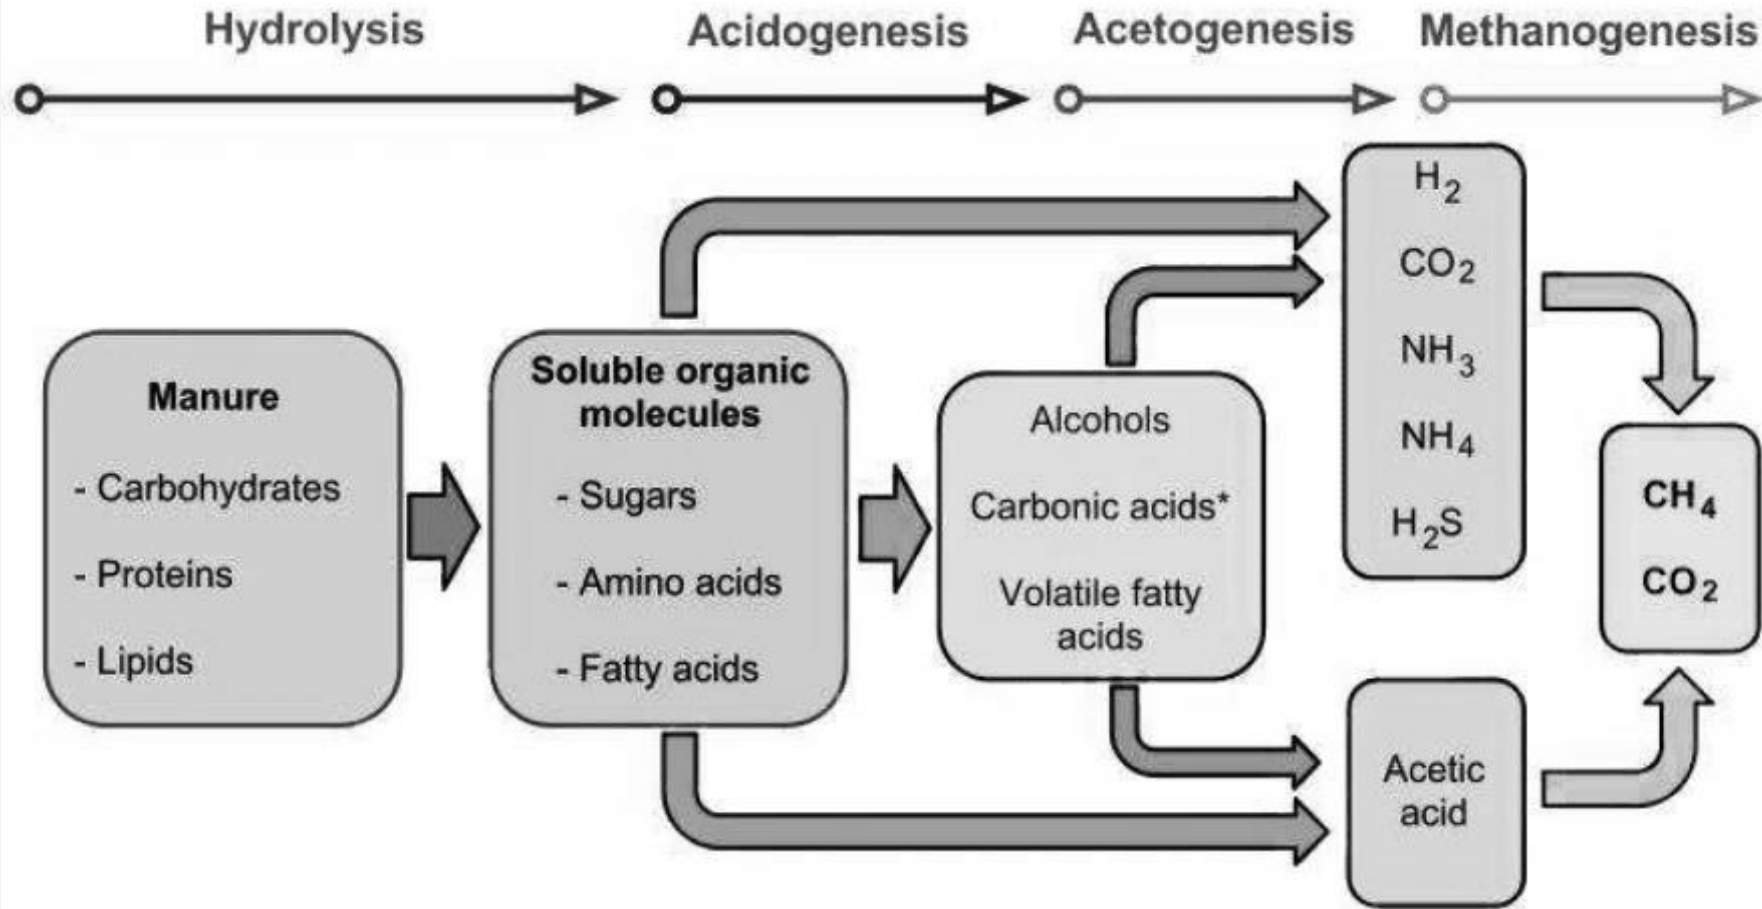 Hydrolysis
Acidogenesis
Acetogenesis
Methanogenesis
Manure
- Carbohydrates
- Proteins
- Lipids
Soluble organic
molecules
- Sugars
- Amino acids
- Fatty acids
Alcohols
Carbonic acids*
Volatile fatty
acids
H₂
CO₂
NH₃
NH₄
H₂S
Acetic
acid
CH₄
CO₂